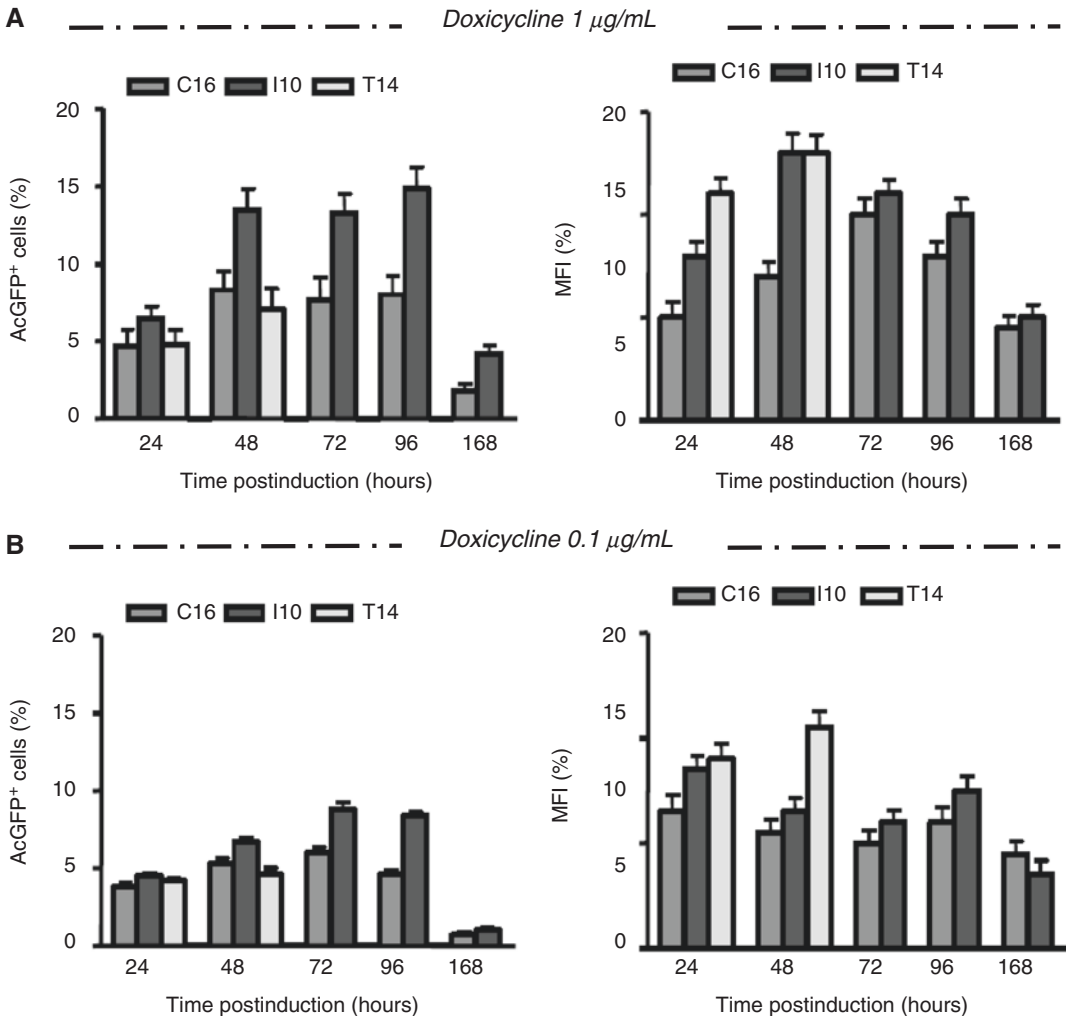 A
Doxicycline 1 μg/mL
C16 I10 T14
20
15
10
5
0
AcGFP+ cells (%)
24 48 72 96 168
Time postinduction (hours)
C16 I10 T14
20
15
10
5
0
MFI (%)
24 48 72 96 168
Time postinduction (hours)
B
Doxicycline 0.1 μg/mL
C16 I10 T14
20
15
10
5
0
AcGFP+ cells (%)
24 48 72 96 168
Time postinduction (hours)
C16 I10 T14
20
15
10
5
0
MFI (%)
24 48 72 96 168
Time postinduction (hours)